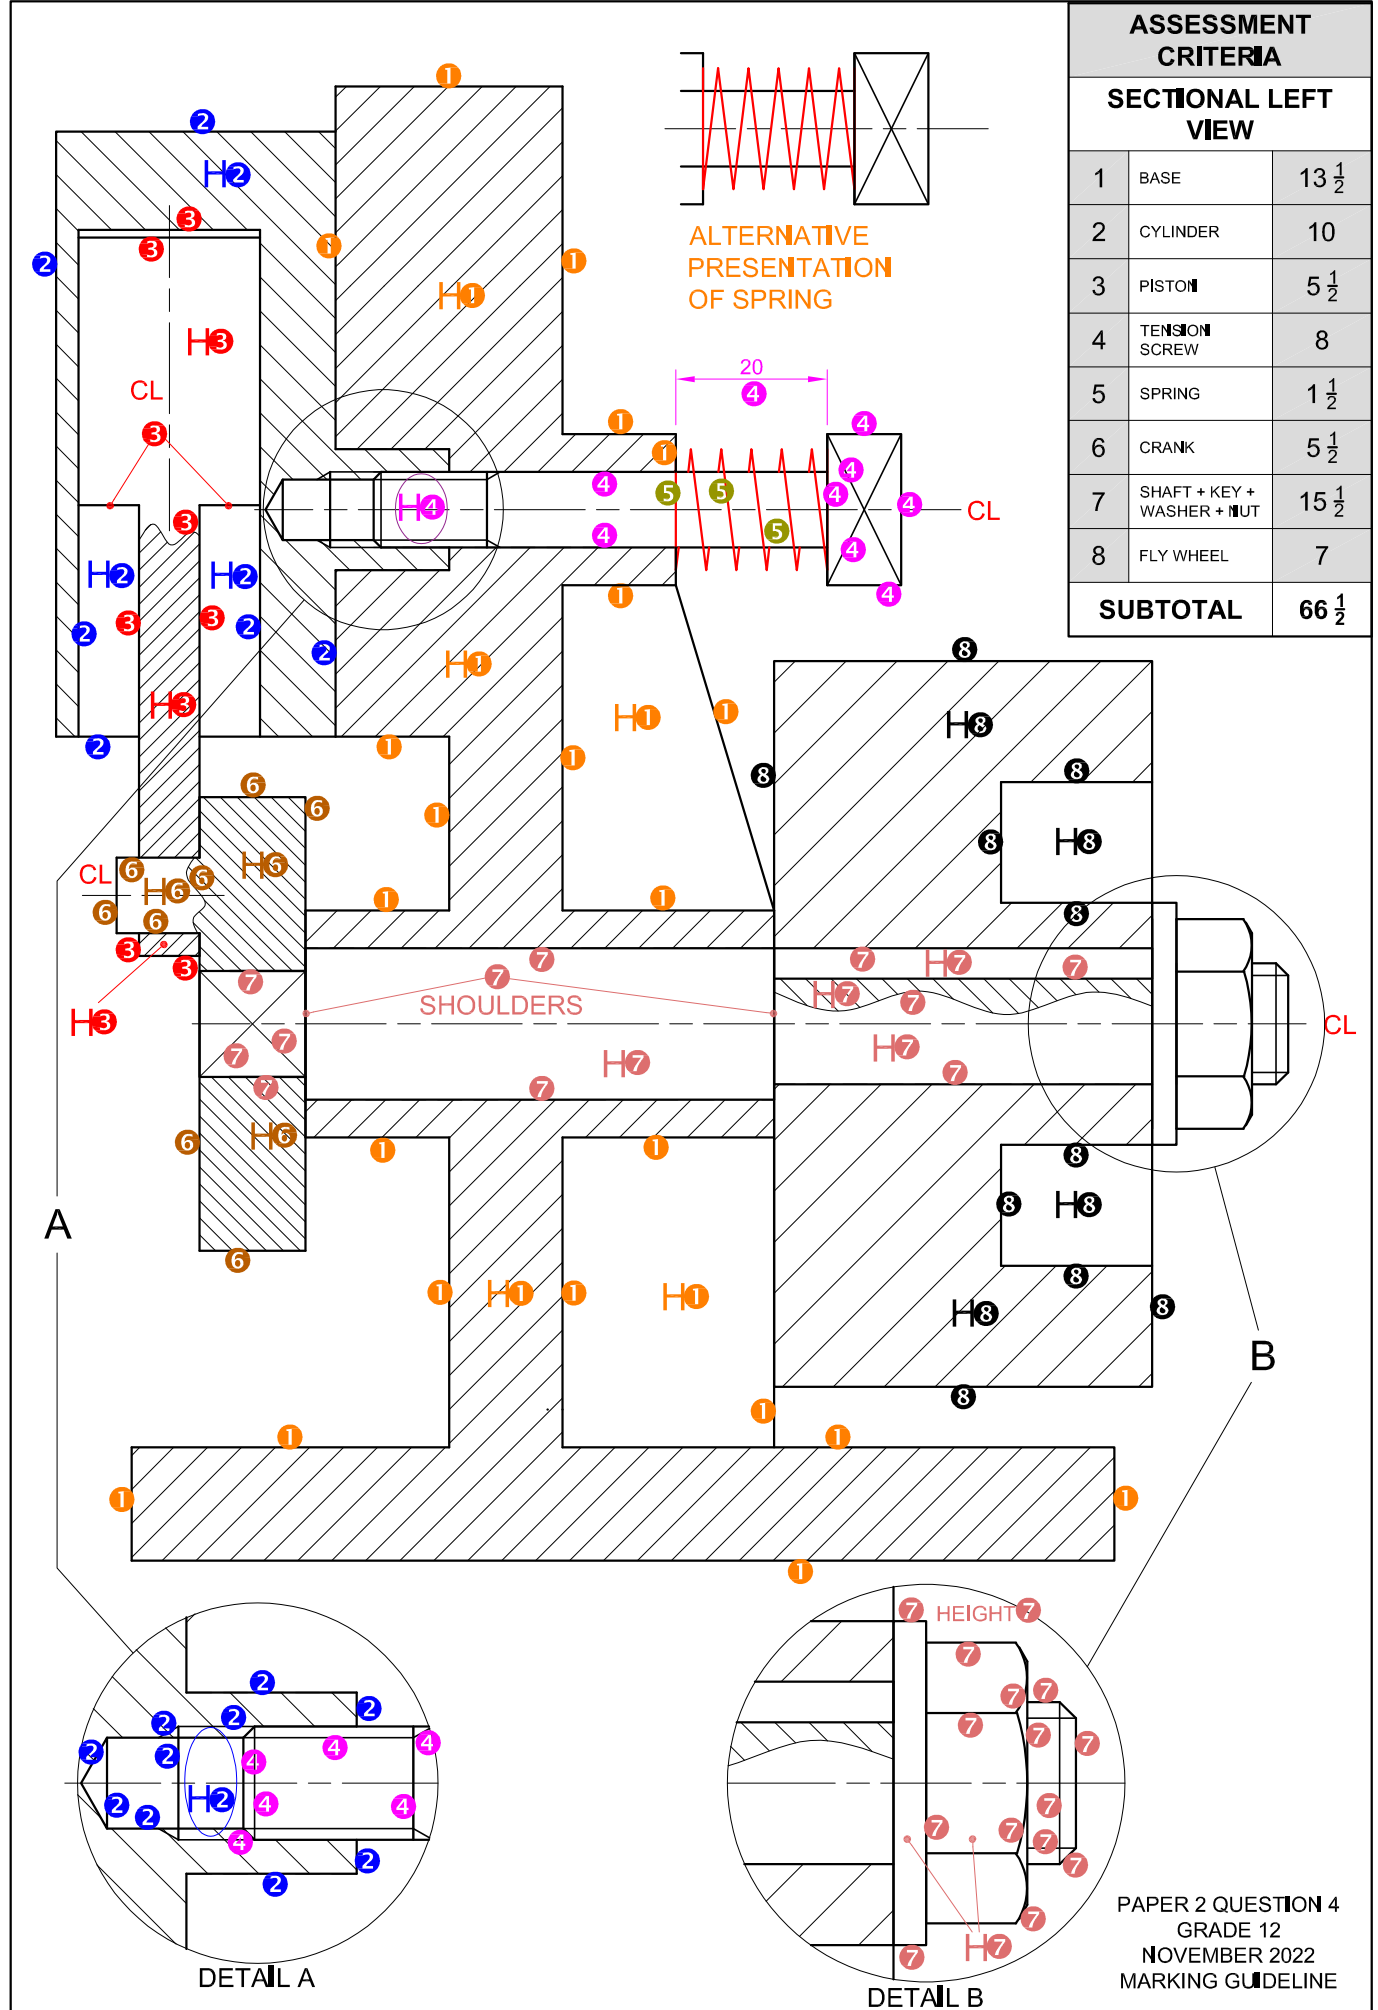 ASSESSMENT
CRITERIA
SECTIONAL LEFT
VIEW
1 BASE 13 1/2
2 CYLINDER 10
3 PISTON 5 1/2
4 TENSION SCREW 8
5 SPRING 1 1/2
6 CRANK 5 1/2
7 SHAFT + KEY + WASHER + NUT 15 1/2
8 FLY WHEEL 7
SUBTOTAL 66 1/2
ALTERNATIVE
PRESENTATION
OF SPRING
20
CL
CL
CL
SHOULDERS
CL
A
B
HEIGHT
DETAIL A
DETAIL B
PAPER 2 QUESTION 4
GRADE 12
NOVEMBER 2022
MARKING GUIDELINE